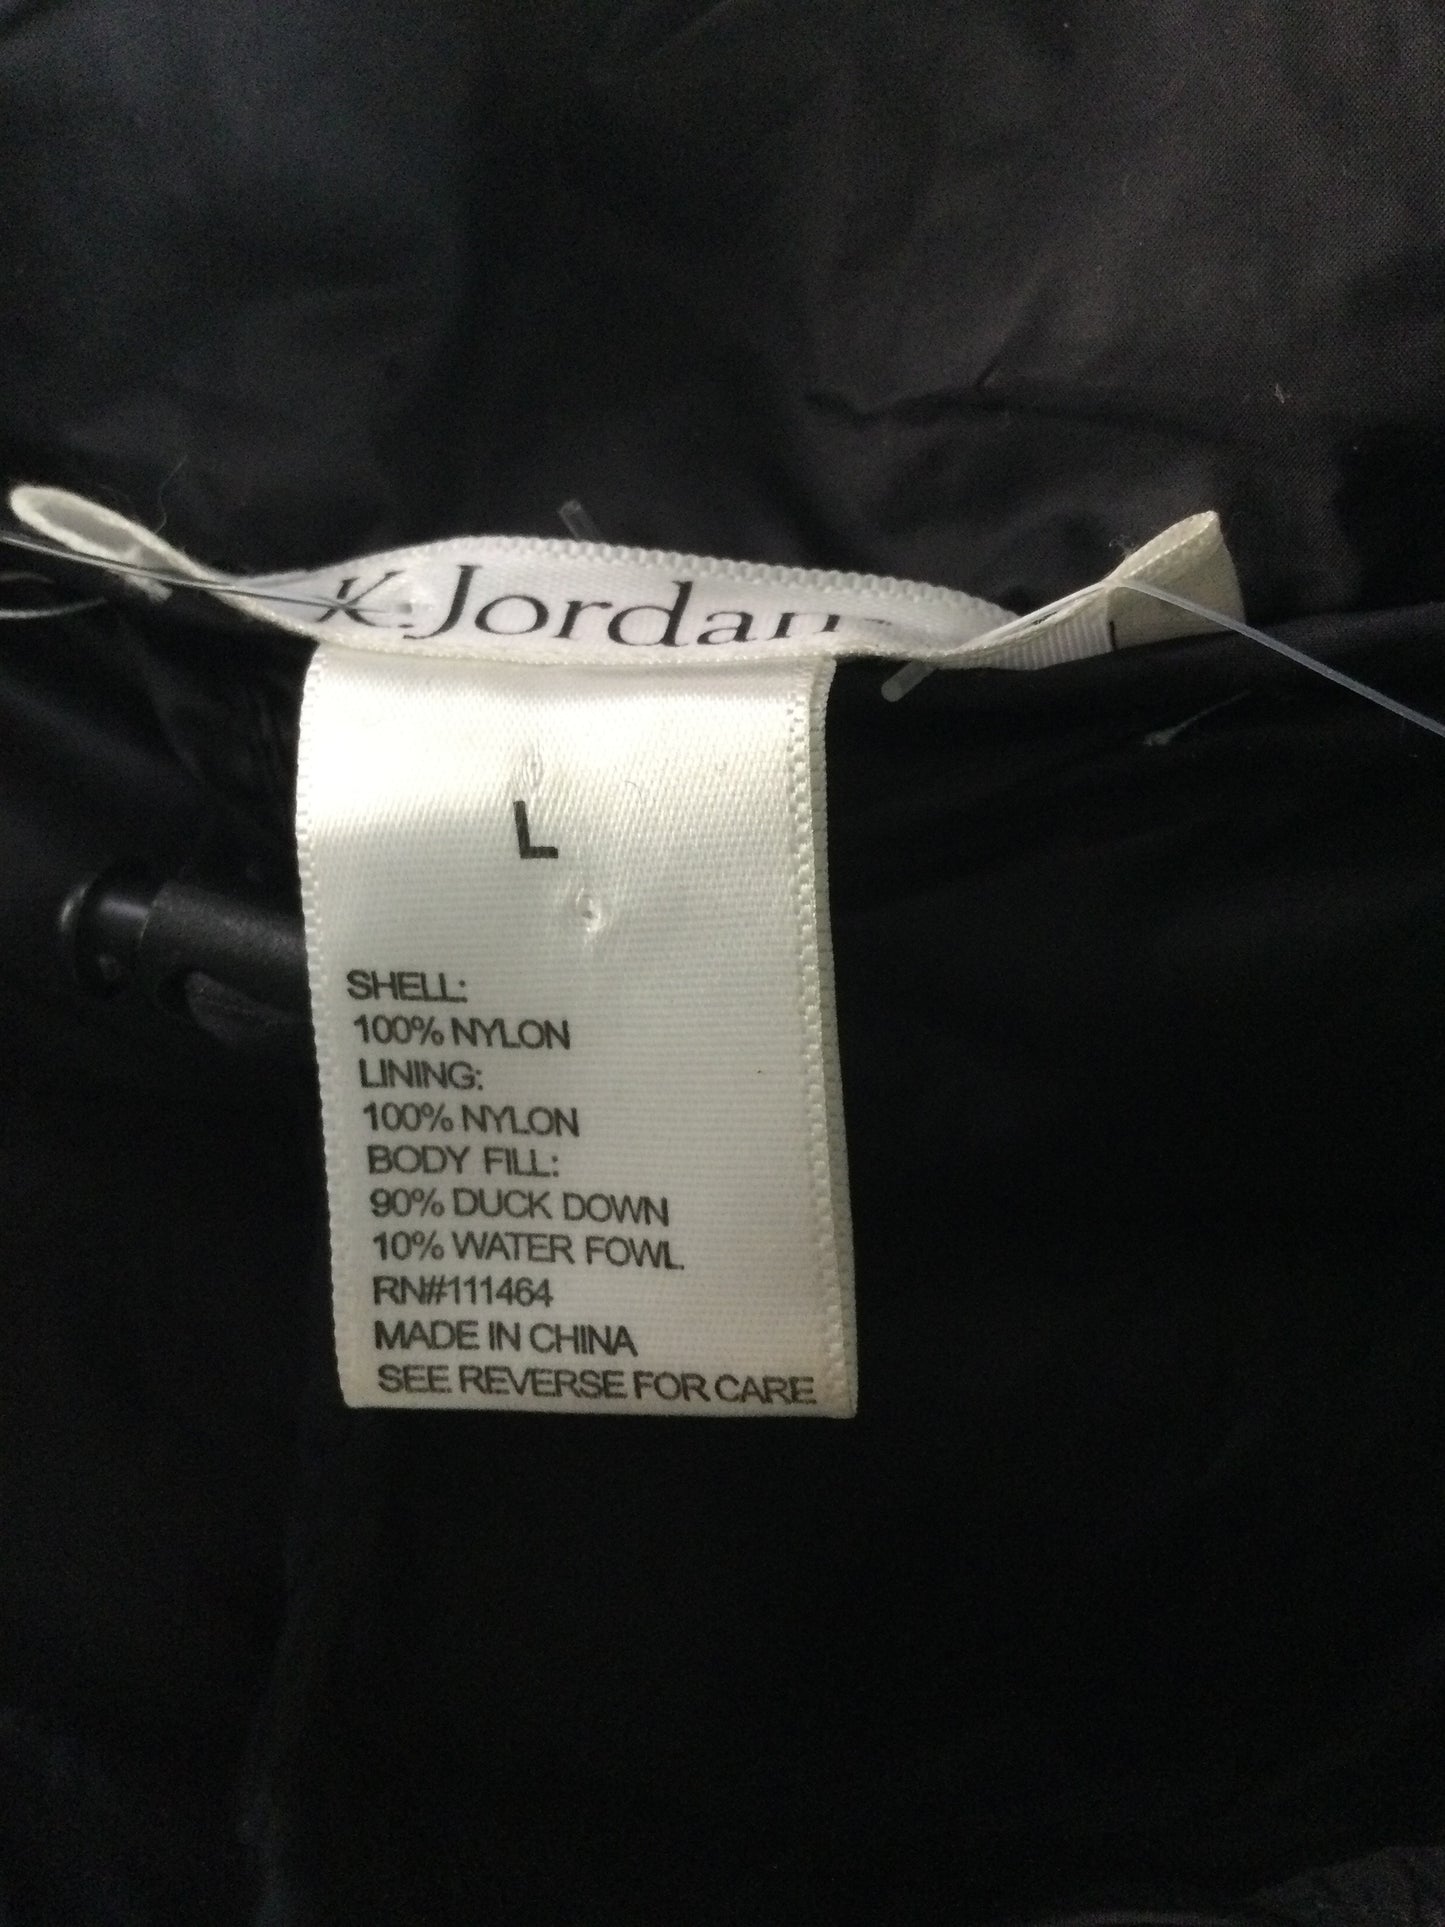 K. Jordan
L
SHELL:
100% NYLON
LINING:
100% NYLON
BODY FILL:
90% DUCK DOWN
10% WATER FOWL
RN#111464
MADE IN CHINA
SEE REVERSE FOR CARE